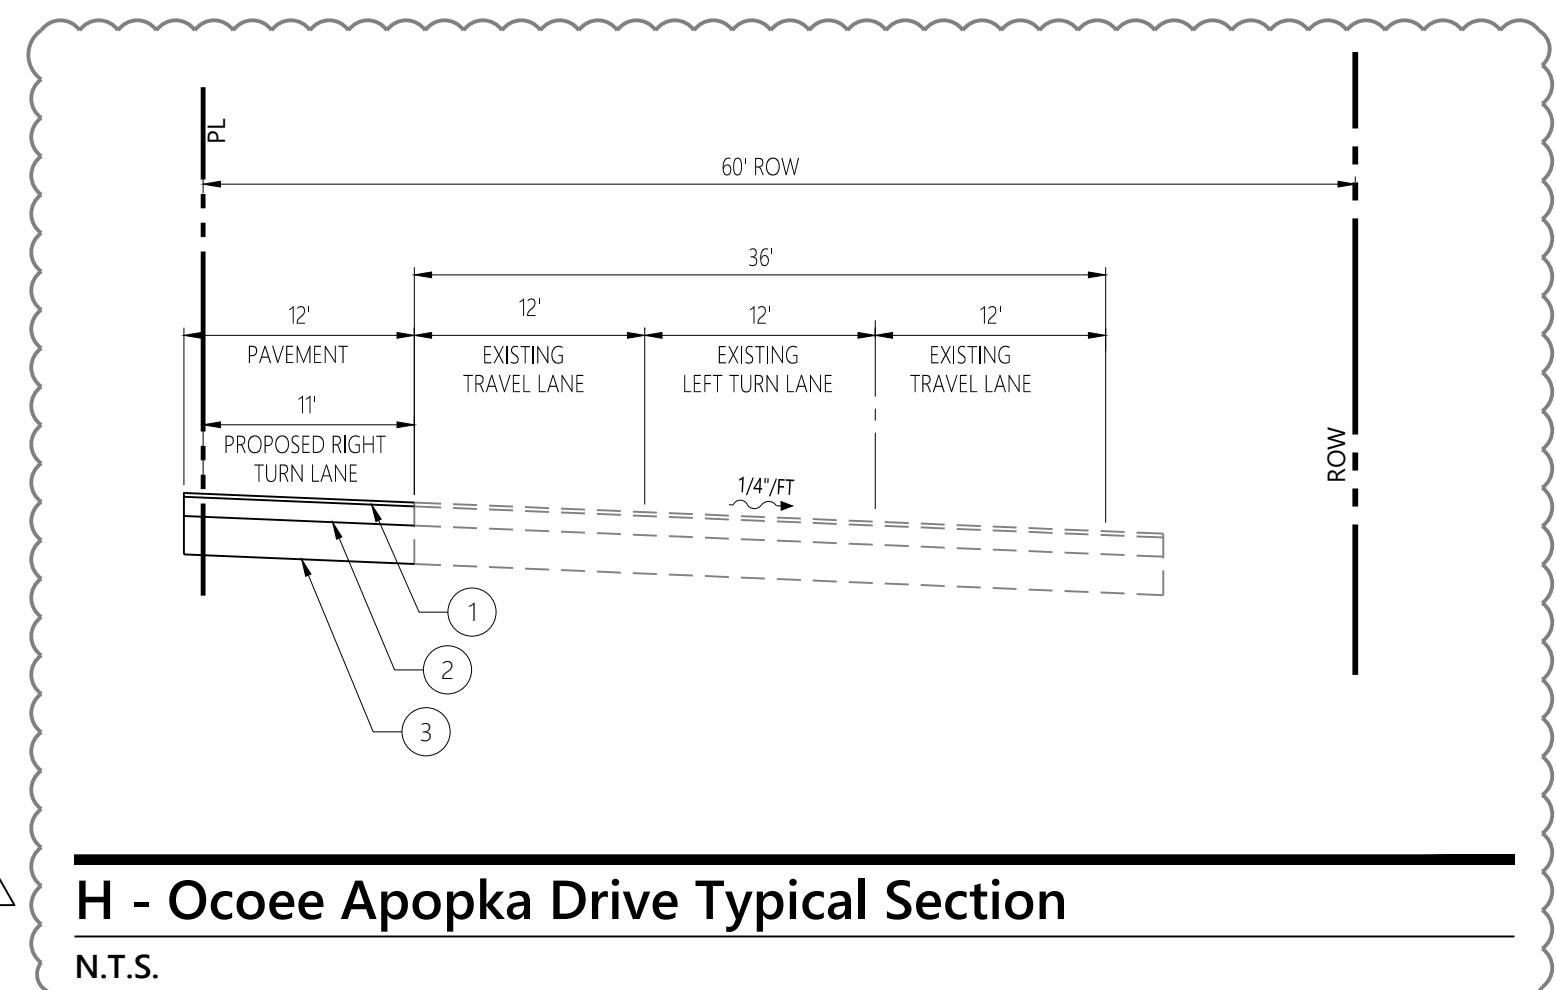 PL
60' ROW
36'
12'
PAVEMENT
12'
EXISTING
TRAVEL LANE
12'
EXISTING
LEFT TURN LANE
12'
EXISTING
TRAVEL LANE
11'
PROPOSED RIGHT
TURN LANE
1/4"/FT
ROW
1
2
3
H - Ocoee Apopka Drive Typical Section
N.T.S.